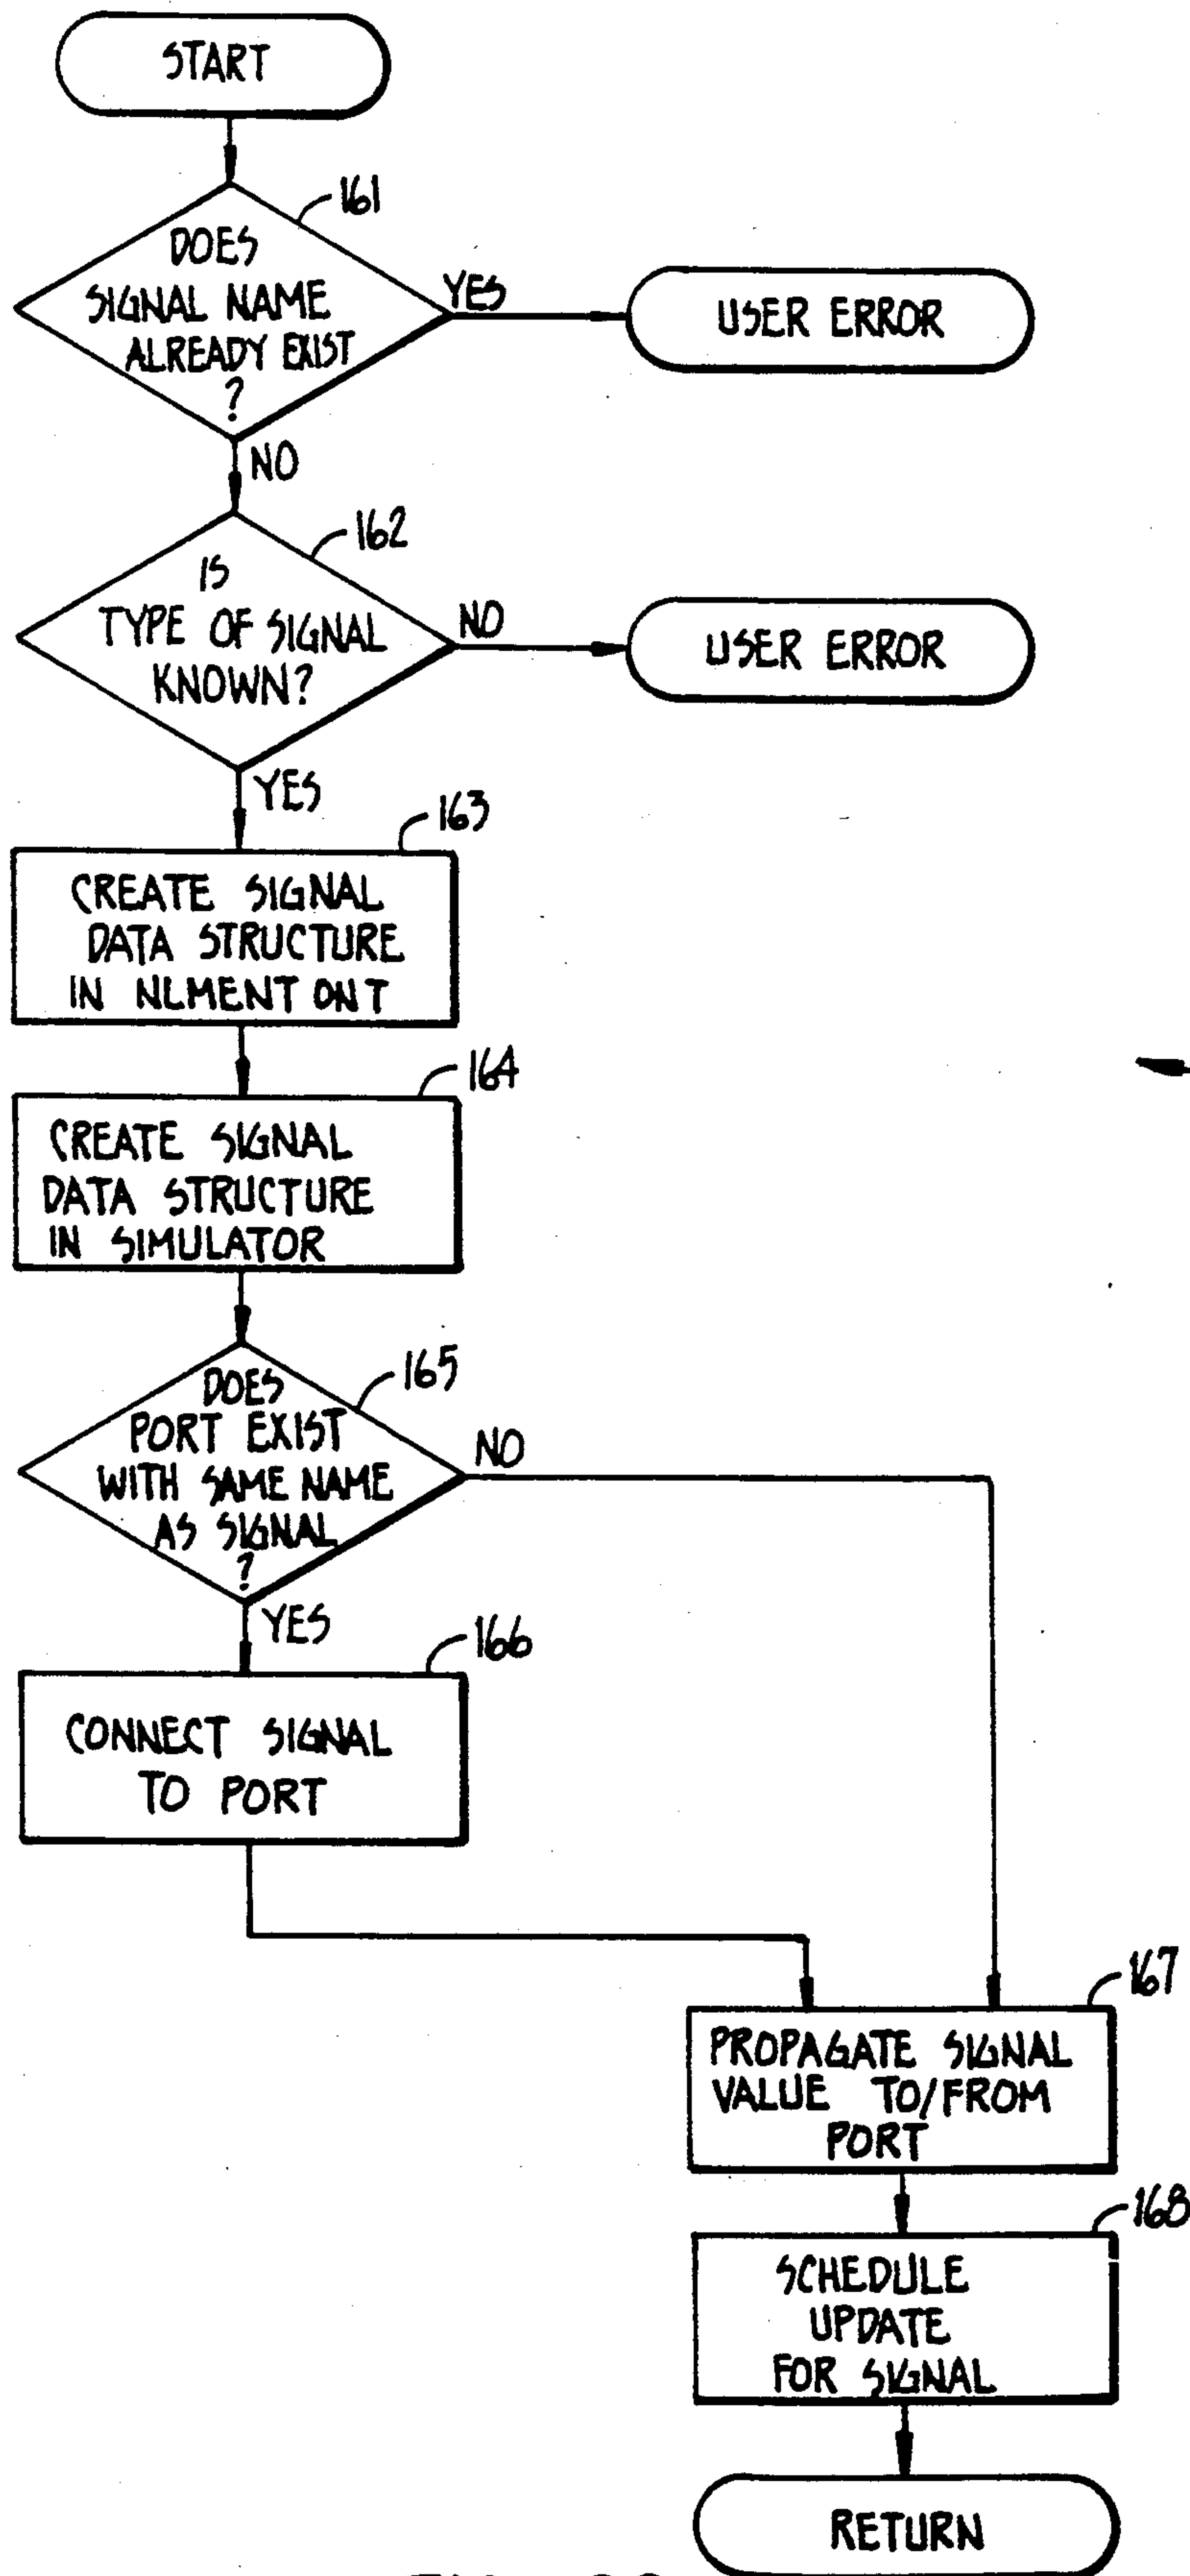 START
161
DOES
SIGNAL NAME
ALREADY EXIST
?
YES
USER ERROR
NO
162
IS
TYPE OF SIGNAL
KNOWN?
NO
USER ERROR
YES
163
CREATE SIGNAL
DATA STRUCTURE
IN NLMENT ONT
164
CREATE SIGNAL
DATA STRUCTURE
IN SIMULATOR
165
DOES
PORT EXIST
WITH SAME NAME
AS SIGNAL
?
NO
YES
166
CONNECT SIGNAL
TO PORT
167
PROPAGATE SIGNAL
VALUE TO/FROM
PORT
168
SCHEDULE
UPDATE
FOR SIGNAL
RETURN